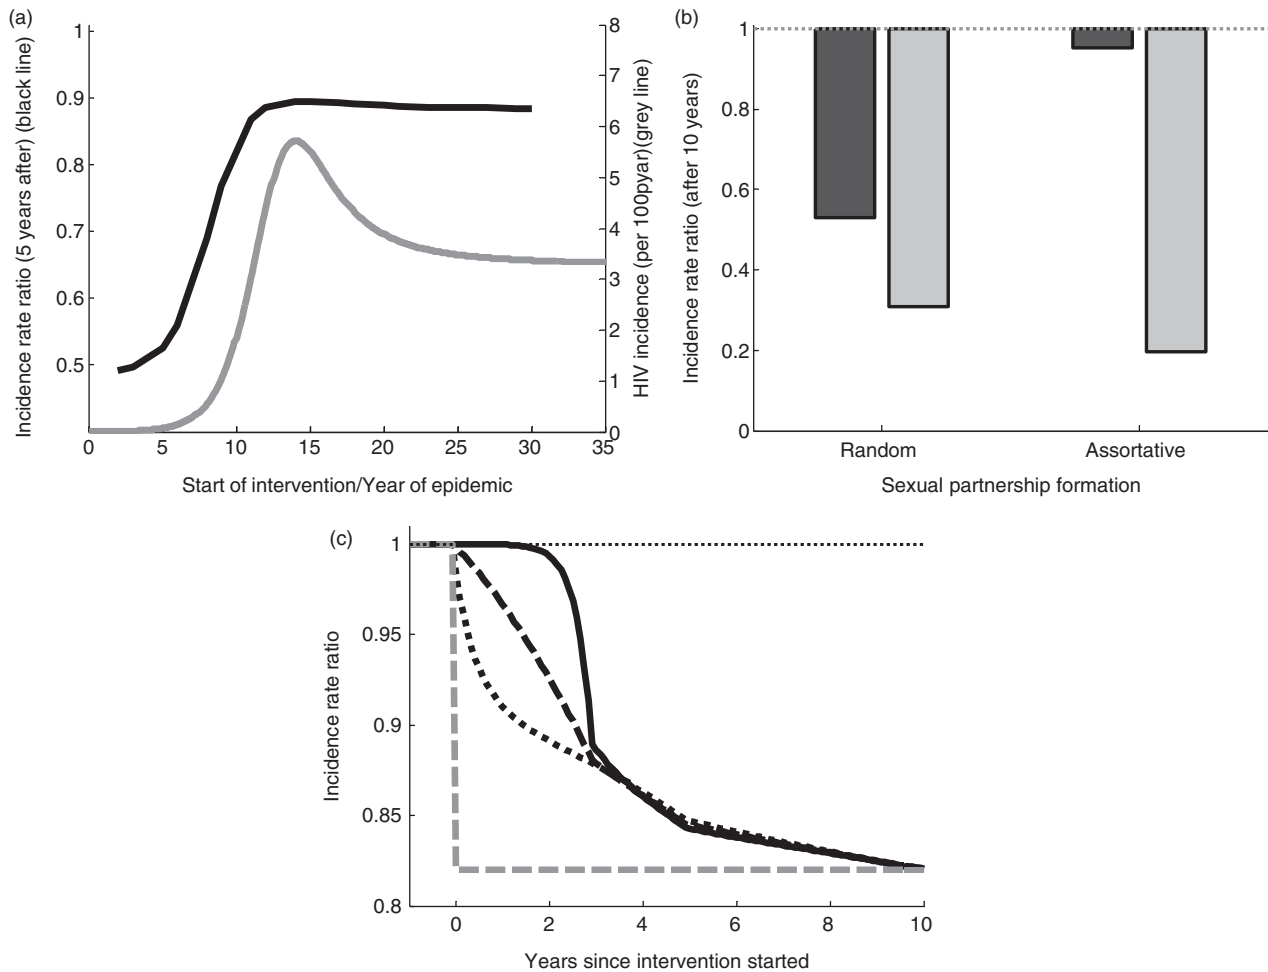 (a)
Incidence rate ratio (5 years after) (black line)
1
0.9
0.8
0.7
0.6
0.5
8
7
6
5
4
3
2
1
0
HIV incidence (per 100pyar)(grey line)
0 5 10 15 20 25 30 35
Start of intervention/Year of epidemic
(b)
Incidence rate ratio (after 10 years)
1
0.8
0.6
0.4
0.2
0
Random Assortative
Sexual partnership formation
(c)
Incidence rate ratio
1
0.95
0.9
0.85
0.8
0 2 4 6 8 10
Years since intervention started